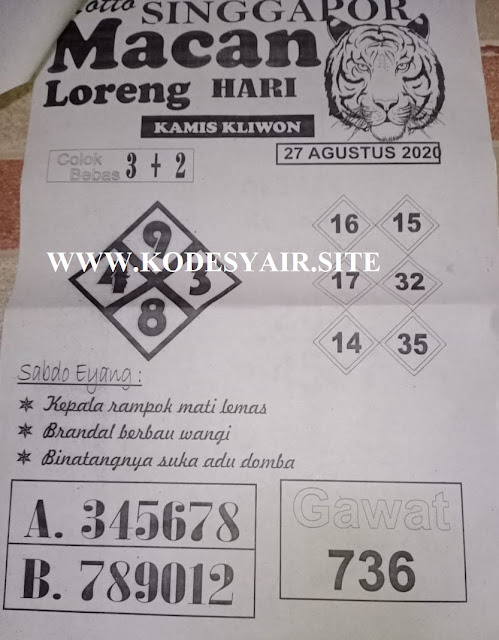 Lotto SINGGAPOR
Macan
Loreng HARI
KAMIS KLIWON
27 AGUSTUS 2020
Colok Bebas 3 + 2
9
4 3
8
16 15
17 32
14 35
WWW.KODESYAIR.SITE
Sabdo Eyang :
Kepala rampok mati lemas
Brandal berbau wangi
Binatangnya suka adu domba
A. 345678
B. 789012
Gawat
736